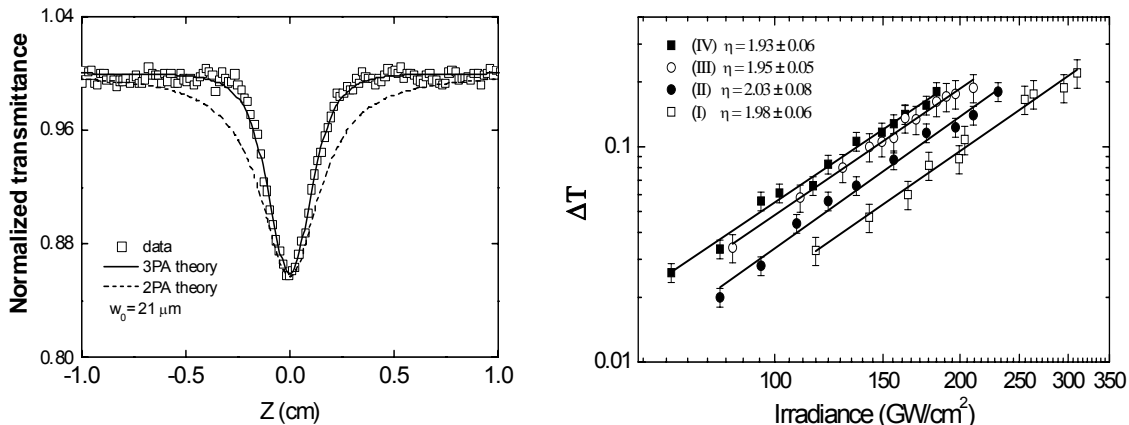 1.04
0.96
0.88
0.80
Normalized transmittance
data
3PA theory
2PA theory
w₀ = 21 μm
-1.0 -0.5 0.0 0.5 1.0
Z (cm)
(IV) η = 1.93 ± 0.06
(III) η = 1.95 ± 0.05
(II) η = 2.03 ± 0.08
(I) η = 1.98 ± 0.06
0.1
0.01
ΔT
100 150 200 250 300 350
Irradiance (GW/cm²)